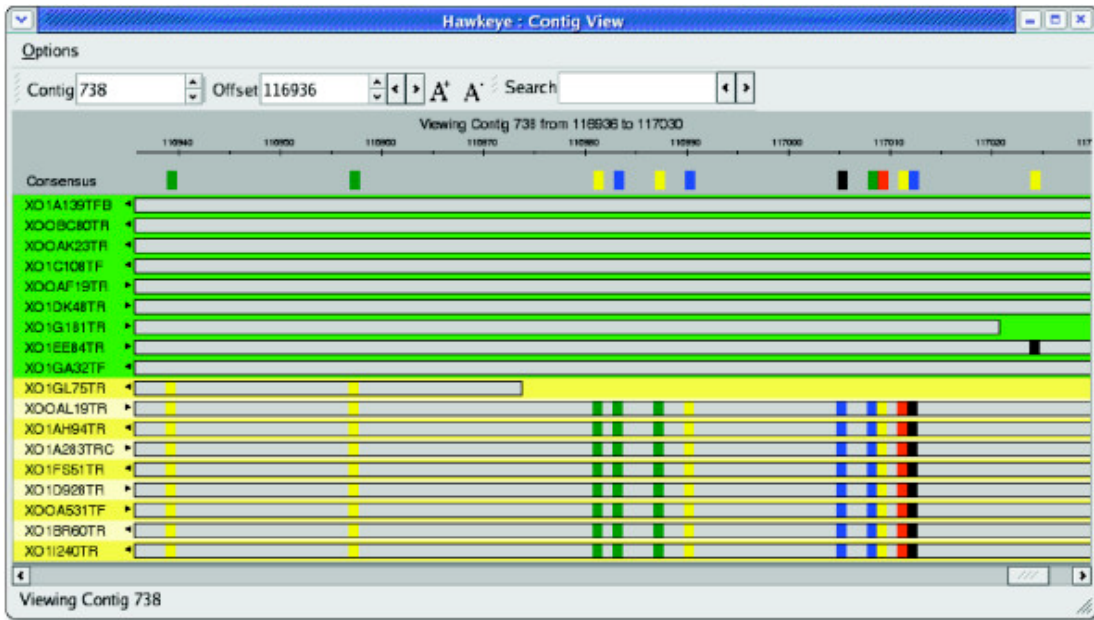 Hawkeye : Contig View
Options
Contig 738 Offset 116936 A+ A- Search
Viewing Contig 738 from 116936 to 117030
116940 116950 116960 116970 116980 116990 117000 117010 117020 117
Consensus
XO1A139TFB
XOOBC80TR
XOOAK23TR
XO1C108TF
XOOAF19TR
XO1DK48TR
XO1G181TR
XO1EE84TR
XO1GA32TF
XO1GL75TR
XOOAL19TR
XO1AH94TR
XO1A283TRC
XO1FS51TR
XO1D928TR
XOOA531TF
XO1BR60TR
XO1I240TR
Viewing Contig 738